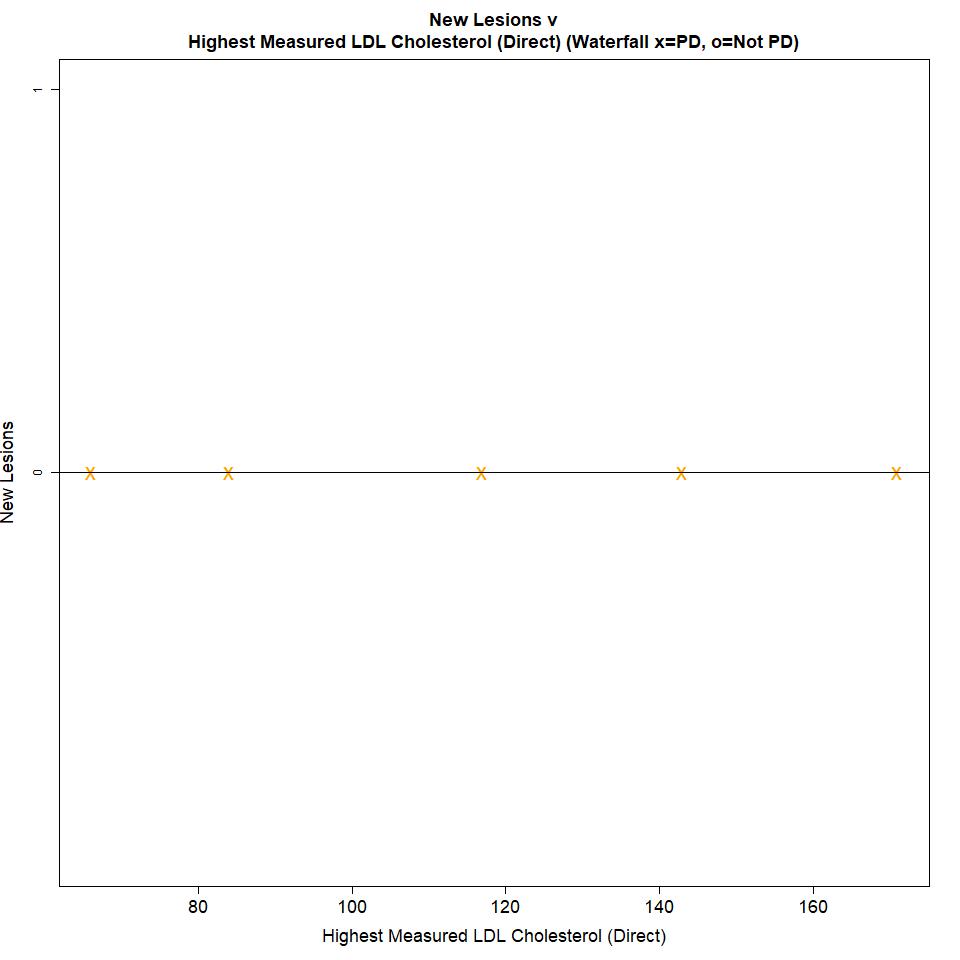 New Lesions v
Highest Measured LDL Cholesterol (Direct) (Waterfall x=PD, o=Not PD)
1
0
New Lesions
x x x x x
80 100 120 140 160
Highest Measured LDL Cholesterol (Direct)